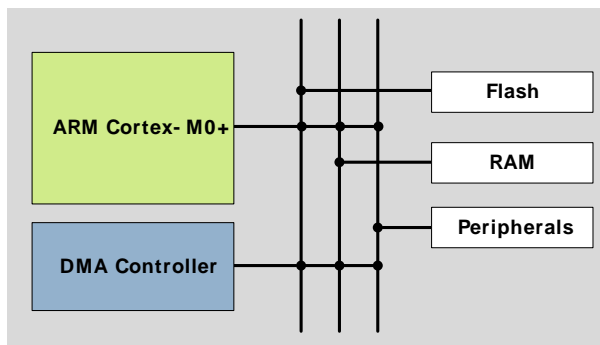 ARM Cortex- M0+
DMA Controller
Flash
RAM
Peripherals